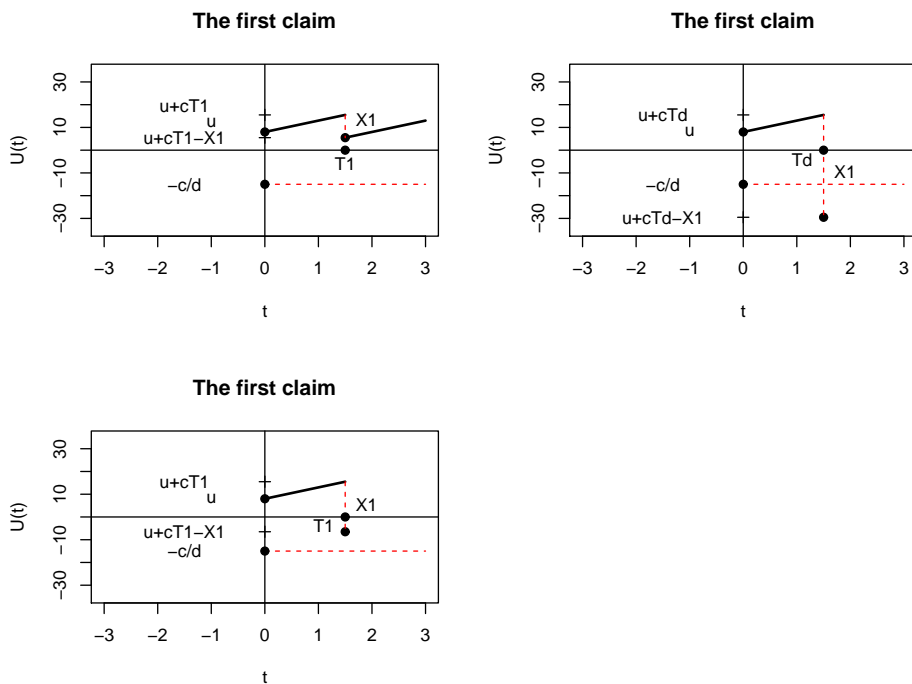 The first claim
U(t)
30
10
−10
−30
u+cT1
u
u+cT1−X1
−c/d
X1
T1
−3 −2 −1 0 1 2 3
t
The first claim
U(t)
30
10
−10
−30
u+cTd
u
−c/d
u+cTd−X1
Td
X1
−3 −2 −1 0 1 2 3
t
The first claim
U(t)
30
10
−10
−30
u+cT1
u
u+cT1−X1
−c/d
X1
T1
−3 −2 −1 0 1 2 3
t